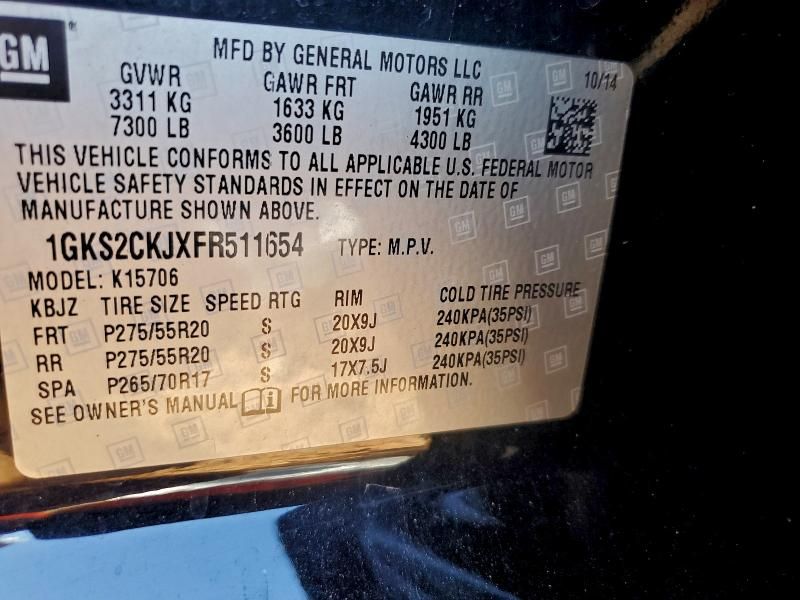 GM®
MFD BY GENERAL MOTORS LLC
10/14
GVWR GAWR FRT GAWR RR
3311 KG 1633 KG 1951 KG
7300 LB 3600 LB 4300 LB
THIS VEHICLE CONFORMS TO ALL APPLICABLE U.S. FEDERAL MOTOR
VEHICLE SAFETY STANDARDS IN EFFECT ON THE DATE OF
MANUFACTURE SHOWN ABOVE.
1GKS2CKJXFR511654 TYPE: M.P.V.
MODEL: K15706
KBJZ TIRE SIZE SPEED RTG RIM COLD TIRE PRESSURE
FRT P275/55R20 S 20X9J 240KPA(35PSI)
RR P275/55R20 S 20X9J 240KPA(35PSI)
SPA P265/70R17 S 17X7.5J 240KPA(35PSI)
SEE OWNER'S MANUAL FOR MORE INFORMATION.